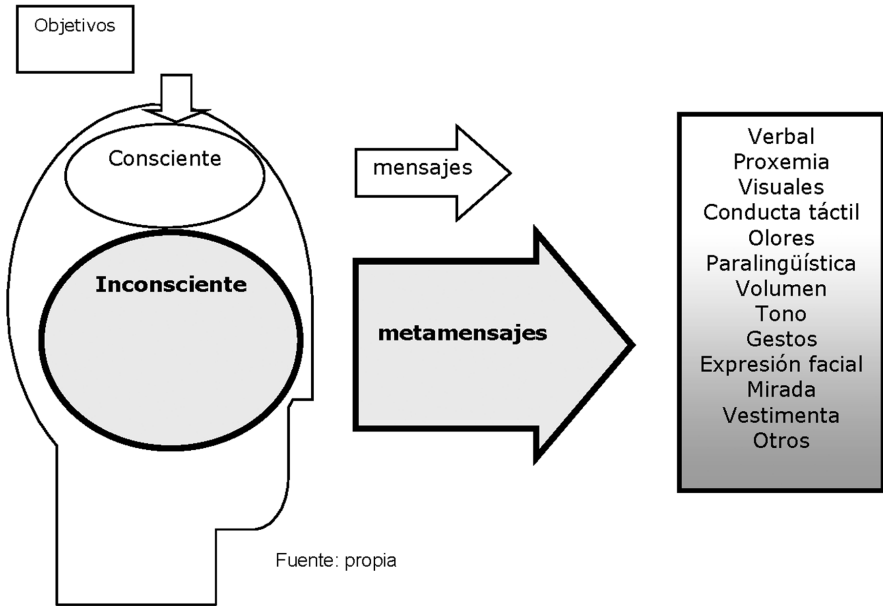 Objetivos
Consciente
mensajes
Inconsciente
metamensajes
Verbal
Proxemia
Visuales
Conducta táctil
Olores
Paralingüística
Volumen
Tono
Gestos
Expresión facial
Mirada
Vestimenta
Otros
Fuente: propia